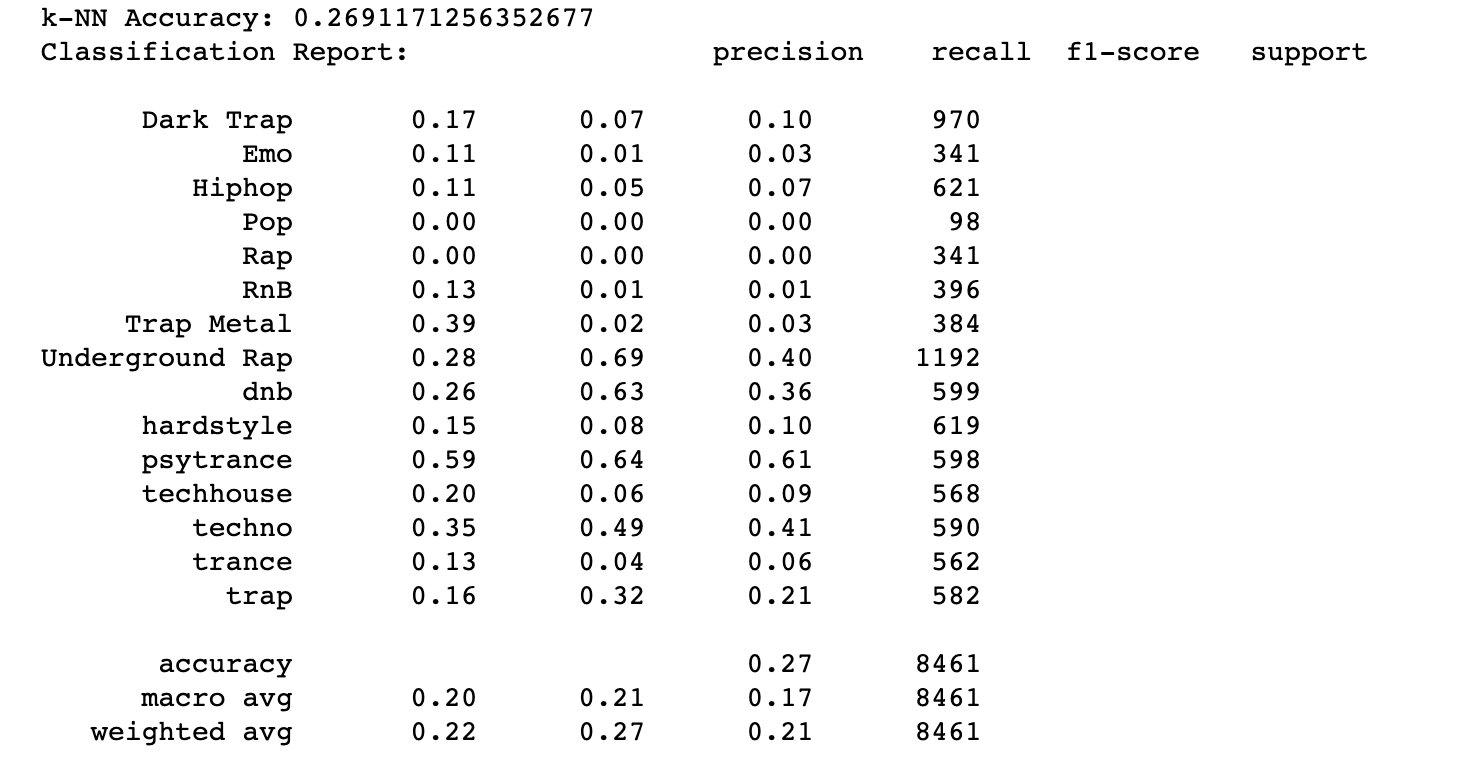 k-NN Accuracy: 0.2691171256352677
Classification Report: precision recall f1-score support
Dark Trap 0.17 0.07 0.10 970
Emo 0.11 0.01 0.03 341
Hiphop 0.11 0.05 0.07 621
Pop 0.00 0.00 0.00 98
Rap 0.00 0.00 0.00 341
RnB 0.13 0.01 0.01 396
Trap Metal 0.39 0.02 0.03 384
Underground Rap 0.28 0.69 0.40 1192
dnb 0.26 0.63 0.36 599
hardstyle 0.15 0.08 0.10 619
psytrance 0.59 0.64 0.61 598
techhouse 0.20 0.06 0.09 568
techno 0.35 0.49 0.41 590
trance 0.13 0.04 0.06 562
trap 0.16 0.32 0.21 582
accuracy 0.27 8461
macro avg 0.20 0.21 0.17 8461
weighted avg 0.22 0.27 0.21 8461